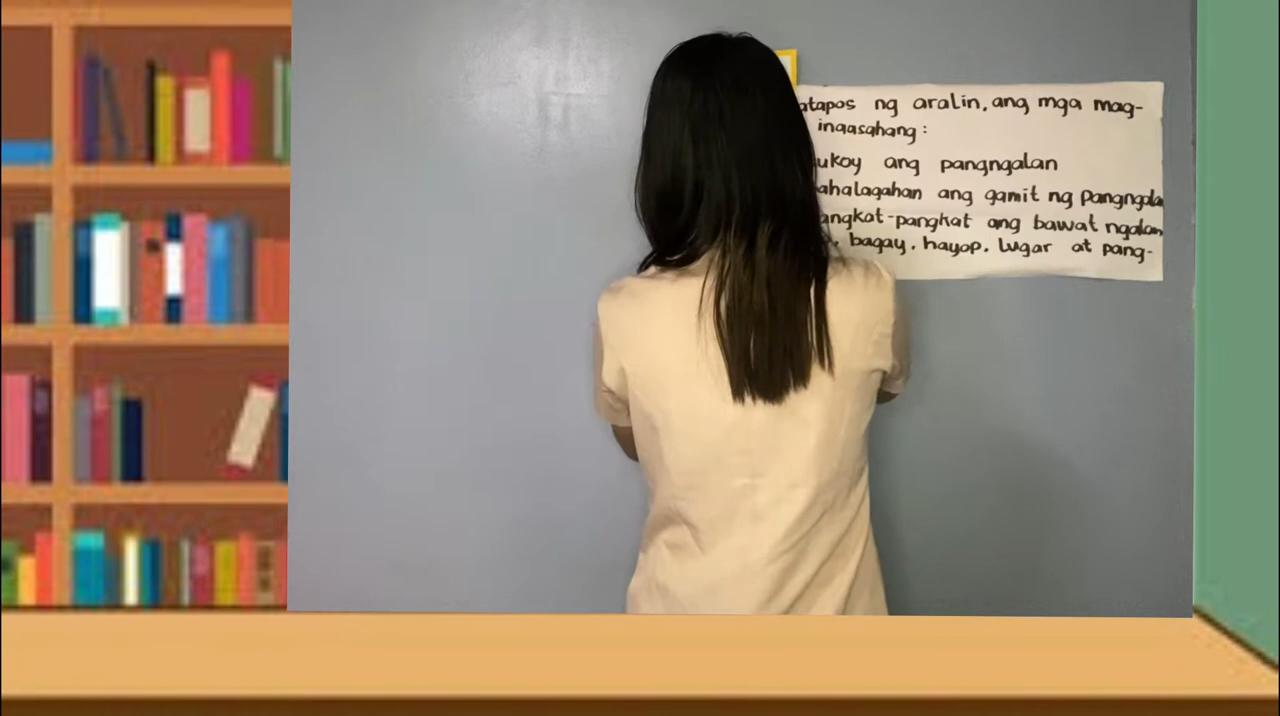 atapos ng aralin, ang mga mag-
inaasahang:
ukoy ang pangngalan
ahalagahan ang gamit ng pangngala
angkat-pangkat ang bawat ngalan
, bagay, hayop, lugar at pang-